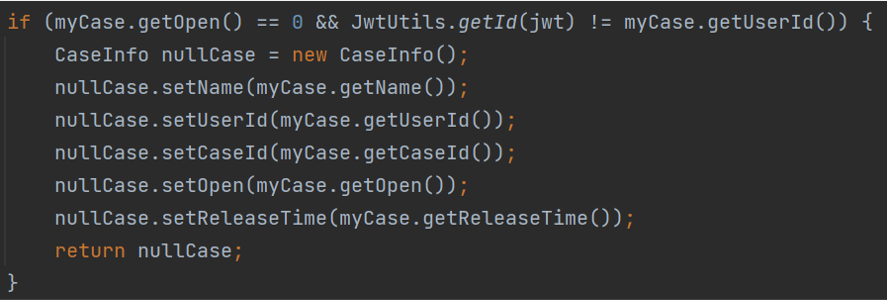 if (myCase.getOpen() == 0 && JwtUtils.getId(jwt) != myCase.getUserId()) {
    CaseInfo nullCase = new CaseInfo();
    nullCase.setName(myCase.getName());
    nullCase.setUserId(myCase.getUserId());
    nullCase.setCaseId(myCase.getCaseId());
    nullCase.setOpen(myCase.getOpen());
    nullCase.setReleaseTime(myCase.getReleaseTime());
    return nullCase;
}